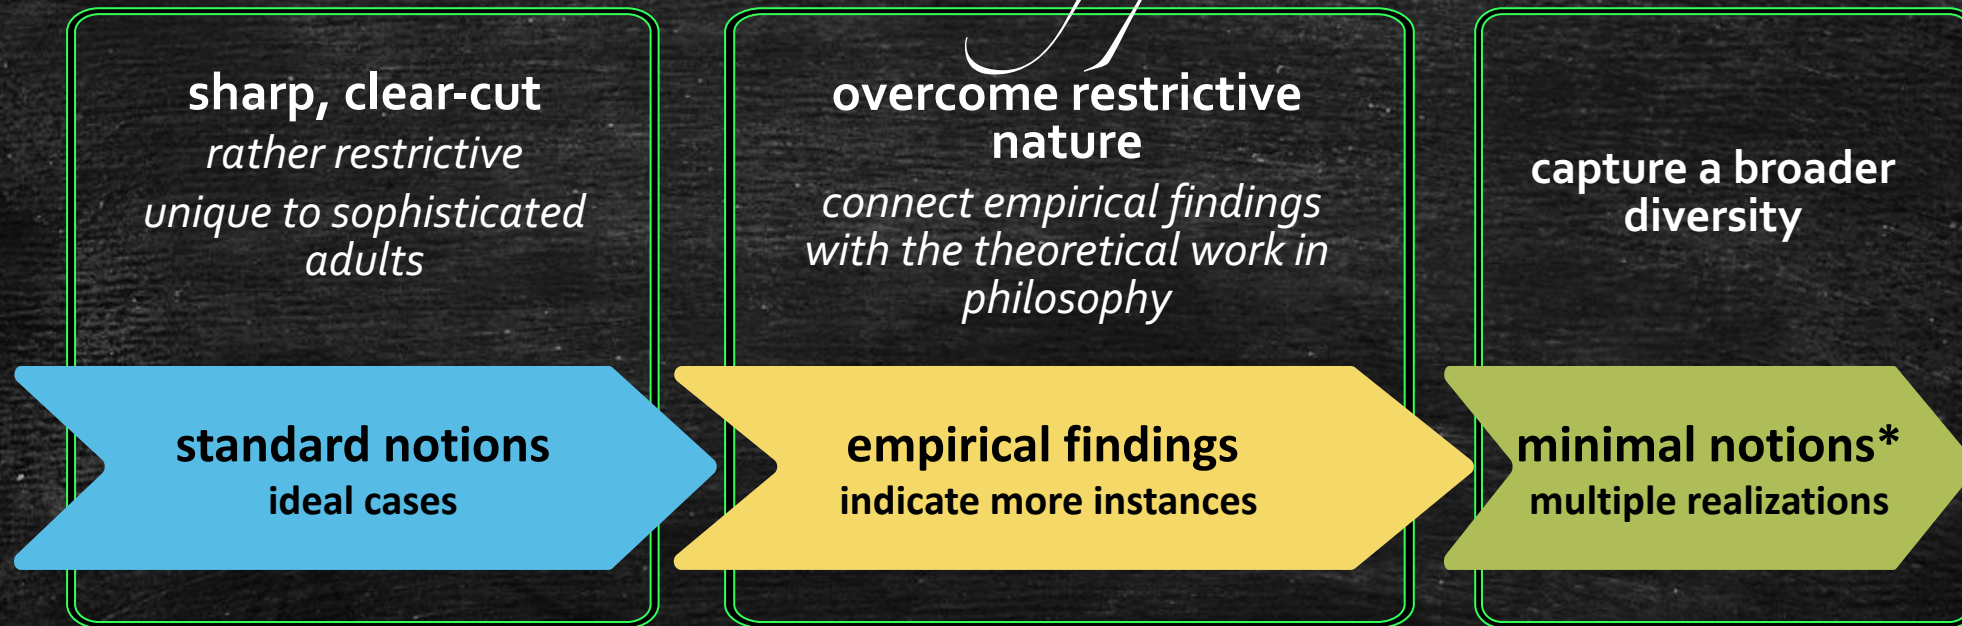 sharp, clear-cut
rather restrictive
unique to sophisticated
adults
standard notions
ideal cases
overcome restrictive
nature
connect empirical findings
with the theoretical work in
philosophy
empirical findings
indicate more instances
capture a broader
diversity
minimal notions*
multiple realizations